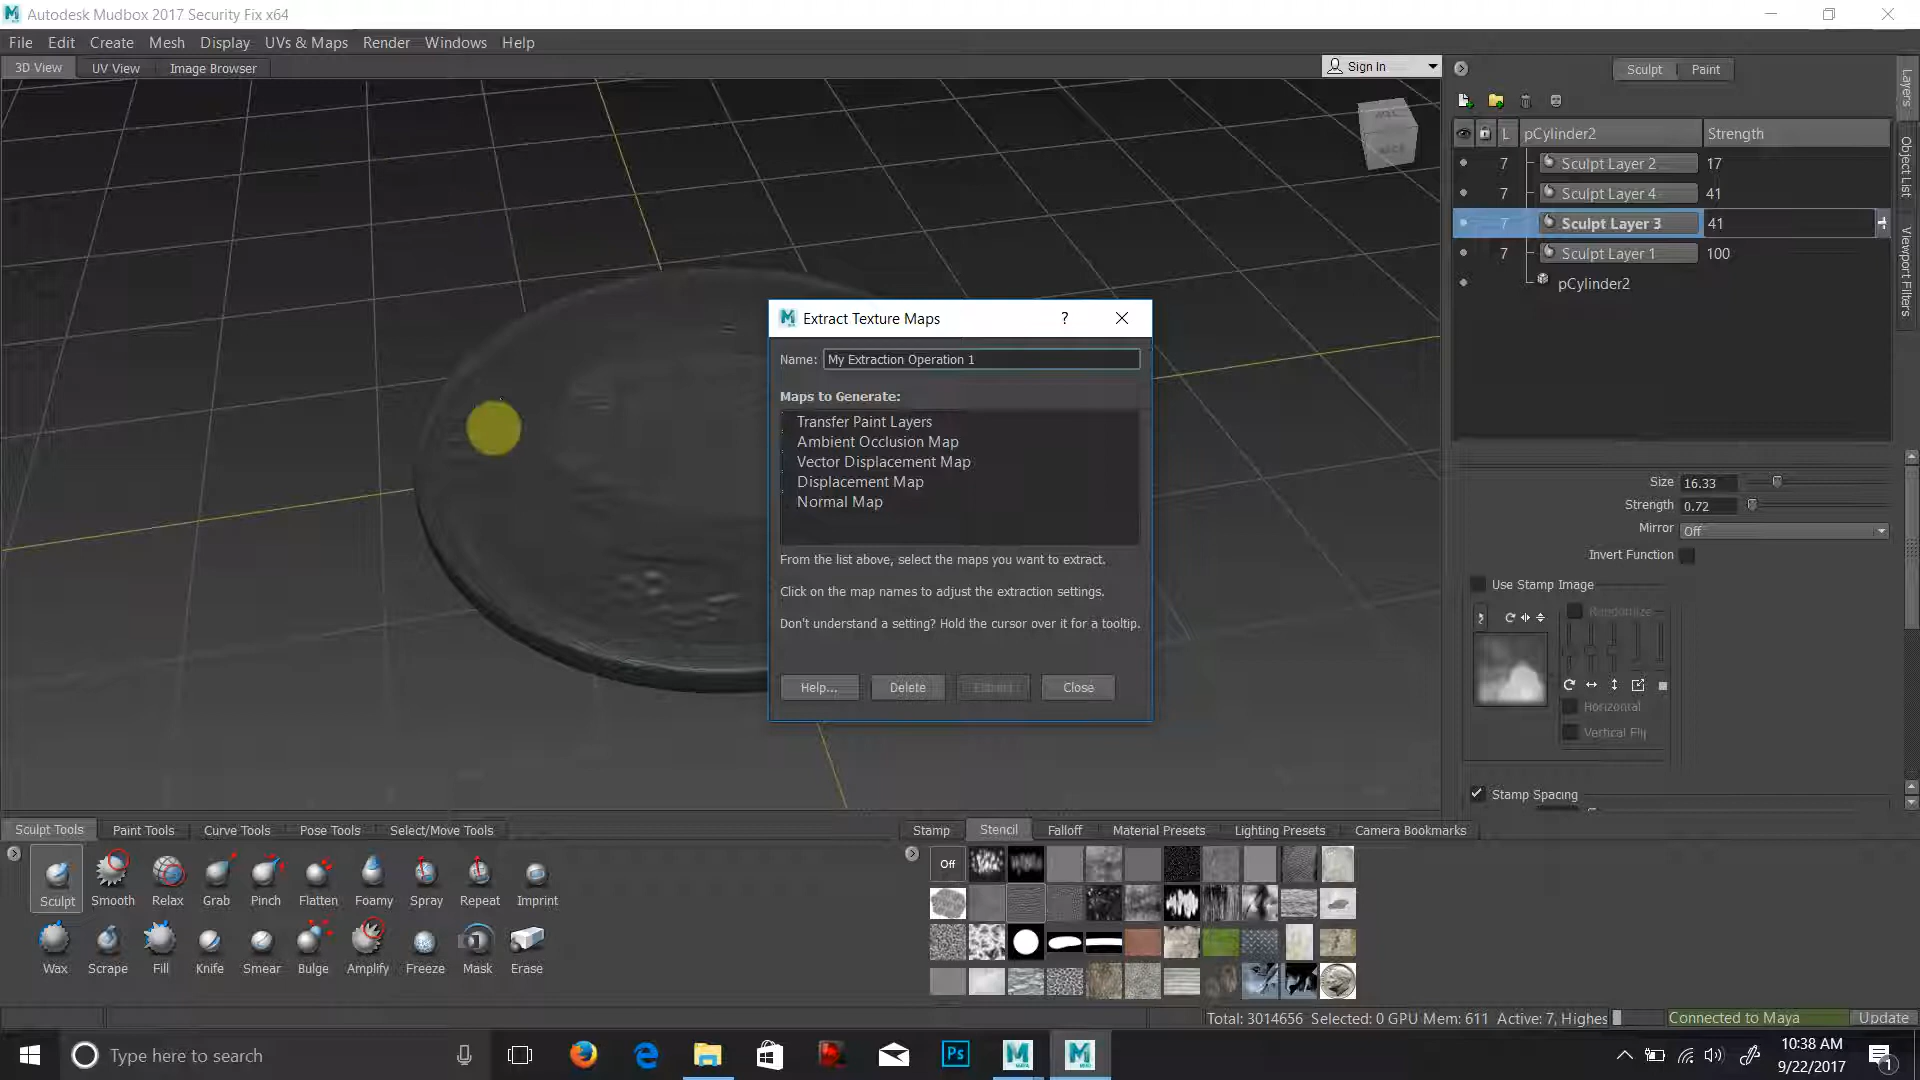 Autodesk Mudbox 2017 Security Fix x64
File Edit Create Mesh Display UVs & Maps Render Windows Help
3D View UV View Image Browser
Sign In
Sculpt Paint
L pCylinder2 Strength
7 Sculpt Layer 2 17
7 Sculpt Layer 4 41
7 Sculpt Layer 3 41
7 Sculpt Layer 1 100
pCylinder2
Layers
Object List
Viewport Filters
Extract Texture Maps ?
Name: My Extraction Operation 1
Maps to Generate:
Transfer Paint Layers
Ambient Occlusion Map
Vector Displacement Map
Displacement Map
Normal Map
From the list above, select the maps you want to extract.
Click on the map names to adjust the extraction settings.
Don't understand a setting? Hold the cursor over it for a tooltip.
Help... Delete Close
Size 16.33
Strength 0.72
Mirror Off
Invert Function
Use Stamp Image
Randomize
Horizontal
Vertical Flip
Stamp Spacing
Sculpt Tools Paint Tools Curve Tools Pose Tools Select/Move Tools
Sculpt Smooth Relax Grab Pinch Flatten Foamy Spray Repeat Imprint
Wax Scrape Fill Knife Smear Bulge Amplify Freeze Mask Erase
Stamp Stencil Falloff Material Presets Lighting Presets Camera Bookmarks
Off
Total: 3014656 Selected: 0 GPU Mem: 611 Active: 7, Highes
Connected to Maya Update
Type here to search
Ps
10:38 AM
9/22/2017
1